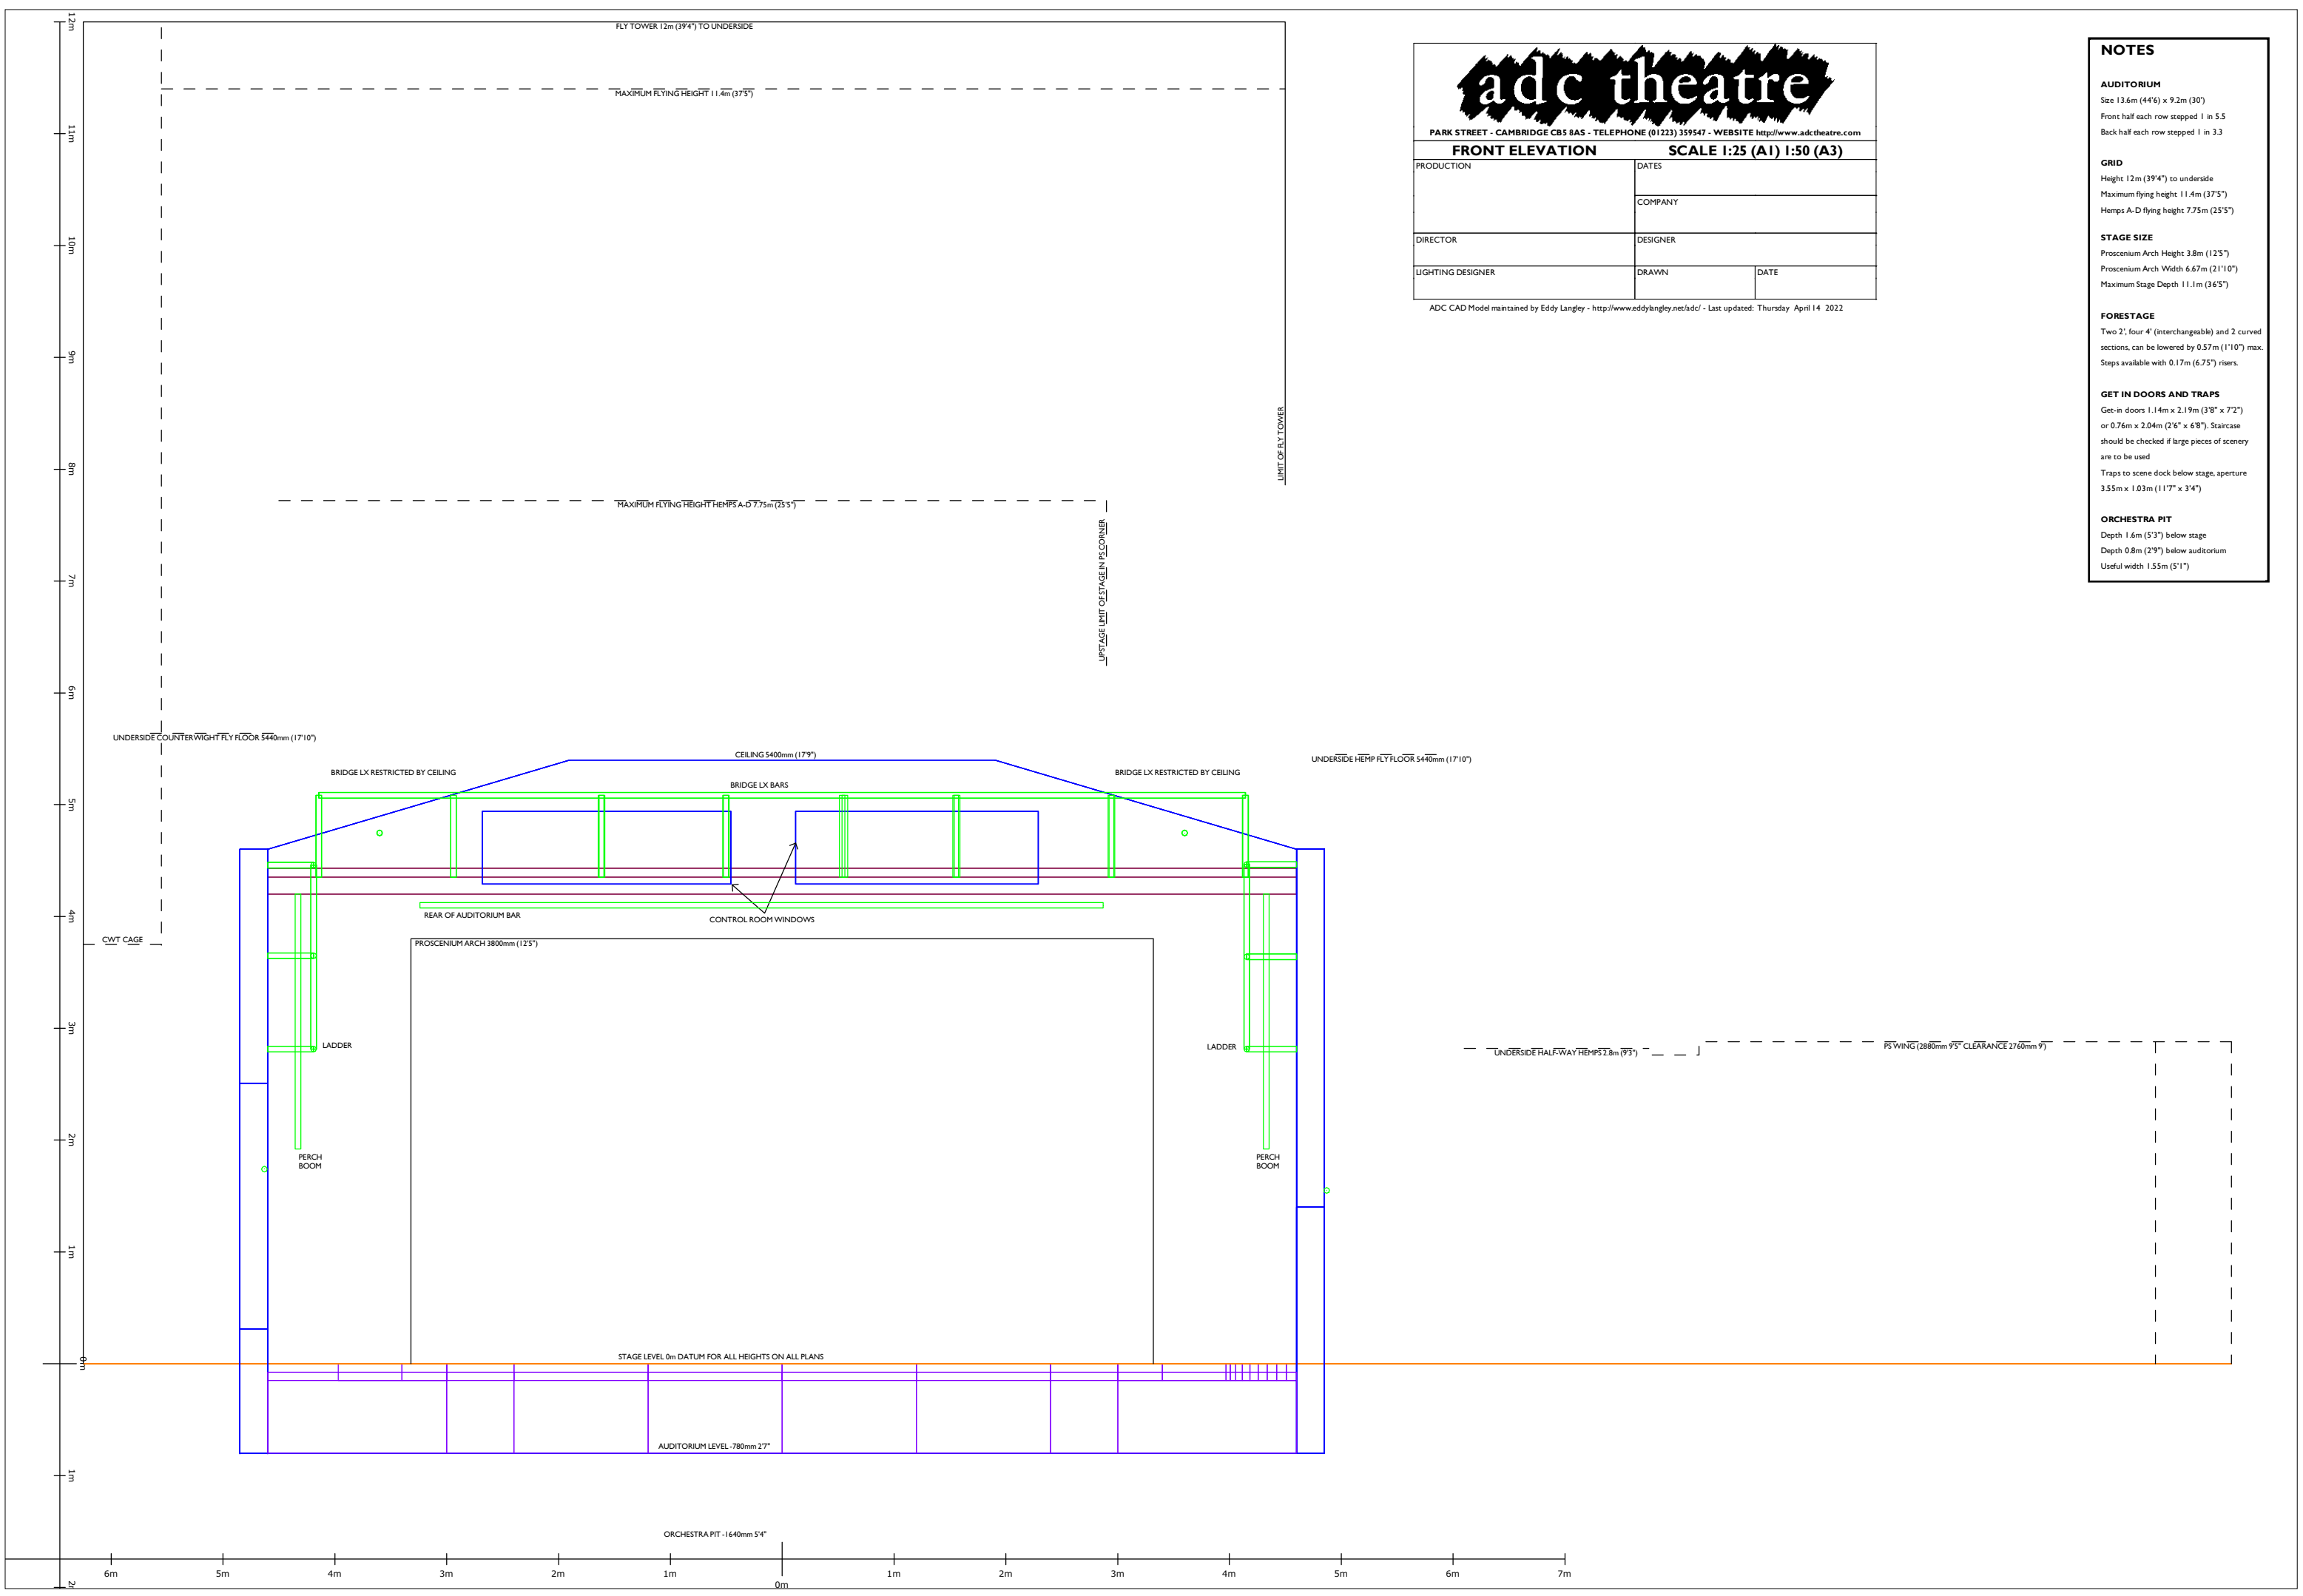 12m
FLY TOWER 12m (39'4") TO UNDERSIDE
MAXIMUM FLYING HEIGHT 11.4m (37'5")
11m
10m
9m
8m
LIMIT OF FLY TOWER
MAXIMUM FLYING HEIGHT HEMPS A-D 7.75m (25'5")
UPSTAGE LIMIT OF STAGE IN PS CORNER
7m
6m
adc theatre
PARK STREET - CAMBRIDGE CB5 8AS - TELEPHONE (01223) 359547 - WEBSITE http://www.adctheatre.com
FRONT ELEVATION
SCALE 1:25 (A1) 1:50 (A3)
PRODUCTION
DATES
COMPANY
DIRECTOR
DESIGNER
LIGHTING DESIGNER
DRAWN
DATE
ADC CAD Model maintained by Eddy Langley - http://www.eddylangley.net/adc/ - Last updated: Thursday April 14 2022
NOTES
AUDITORIUM
Size 13.6m (44'6) x 9.2m (30')
Front half each row stepped 1 in 5.5
Back half each row stepped 1 in 3.3
GRID
Height 12m (39'4") to underside
Maximum flying height 11.4m (37'5")
Hemps A-D flying height 7.75m (25'5")
STAGE SIZE
Proscenium Arch Height 3.8m (12'5")
Proscenium Arch Width 6.67m (21'10")
Maximum Stage Depth 11.1m (36'5")
FORESTAGE
Two 2', four 4' (interchangeable) and 2 curved
sections, can be lowered by 0.57m (1'10") max.
Steps available with 0.17m (6.75") risers.
GET IN DOORS AND TRAPS
Get-in doors 1.14m x 2.19m (3'8" x 7'2")
or 0.76m x 2.04m (2'6" x 6'8"). Staircase
should be checked if large pieces of scenery
are to be used
Traps to scene dock below stage, aperture
3.55m x 1.03m (11'7" x 3'4")
ORCHESTRA PIT
Depth 1.6m (5'3") below stage
Depth 0.8m (2'9") below auditorium
Useful width 1.55m (5'1")
UNDERSIDE COUNTERWIGHT FLY FLOOR 5440mm (17'10")
CEILING 5400mm (17'9")
UNDERSIDE HEMP FLY FLOOR 5440mm (17'10")
BRIDGE LX RESTRICTED BY CEILING
BRIDGE LX RESTRICTED BY CEILING
BRIDGE LX BARS
5m
4m
REAR OF AUDITORIUM BAR
CONTROL ROOM WINDOWS
CWT CAGE
PROSCENIUM ARCH 3800mm (12'5")
3m
LADDER
LADDER
UNDERSIDE HALF-WAY HEMPS 2.8m (9'3")
PS WING (2880mm 9'5" CLEARANCE 2760mm 9')
2m
PERCH
BOOM
PERCH
BOOM
1m
STAGE LEVEL 0m DATUM FOR ALL HEIGHTS ON ALL PLANS
0m
AUDITORIUM LEVEL -780mm 2'7"
1m
ORCHESTRA PIT -1640mm 5'4"
6m 5m 4m 3m 2m 1m 0m 1m 2m 3m 4m 5m 6m 7m